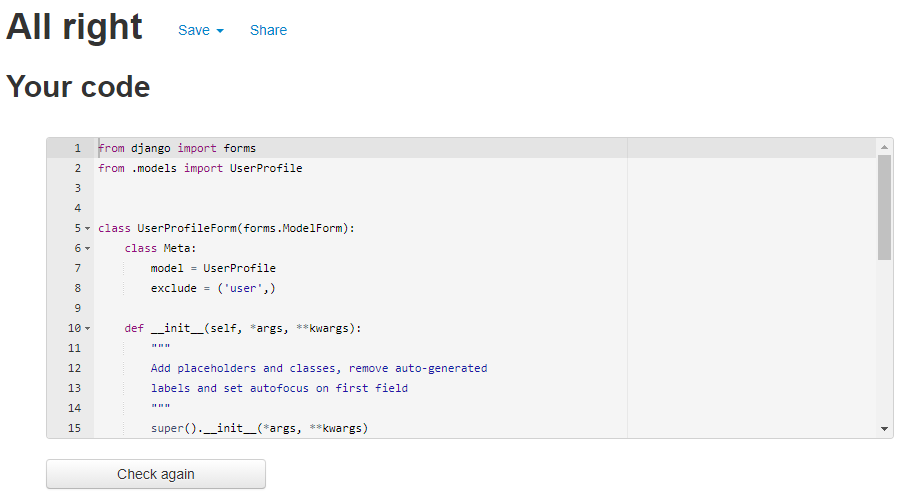 All right Save Share
Your code
1 from django import forms
2 from .models import UserProfile
3
4
5 class UserProfileForm(forms.ModelForm):
6     class Meta:
7         model = UserProfile
8         exclude = ('user',)
9
10     def __init__(self, *args, **kwargs):
11         """
12         Add placeholders and classes, remove auto-generated
13         labels and set autofocus on first field
14         """
15         super().__init__(*args, **kwargs)
Check again